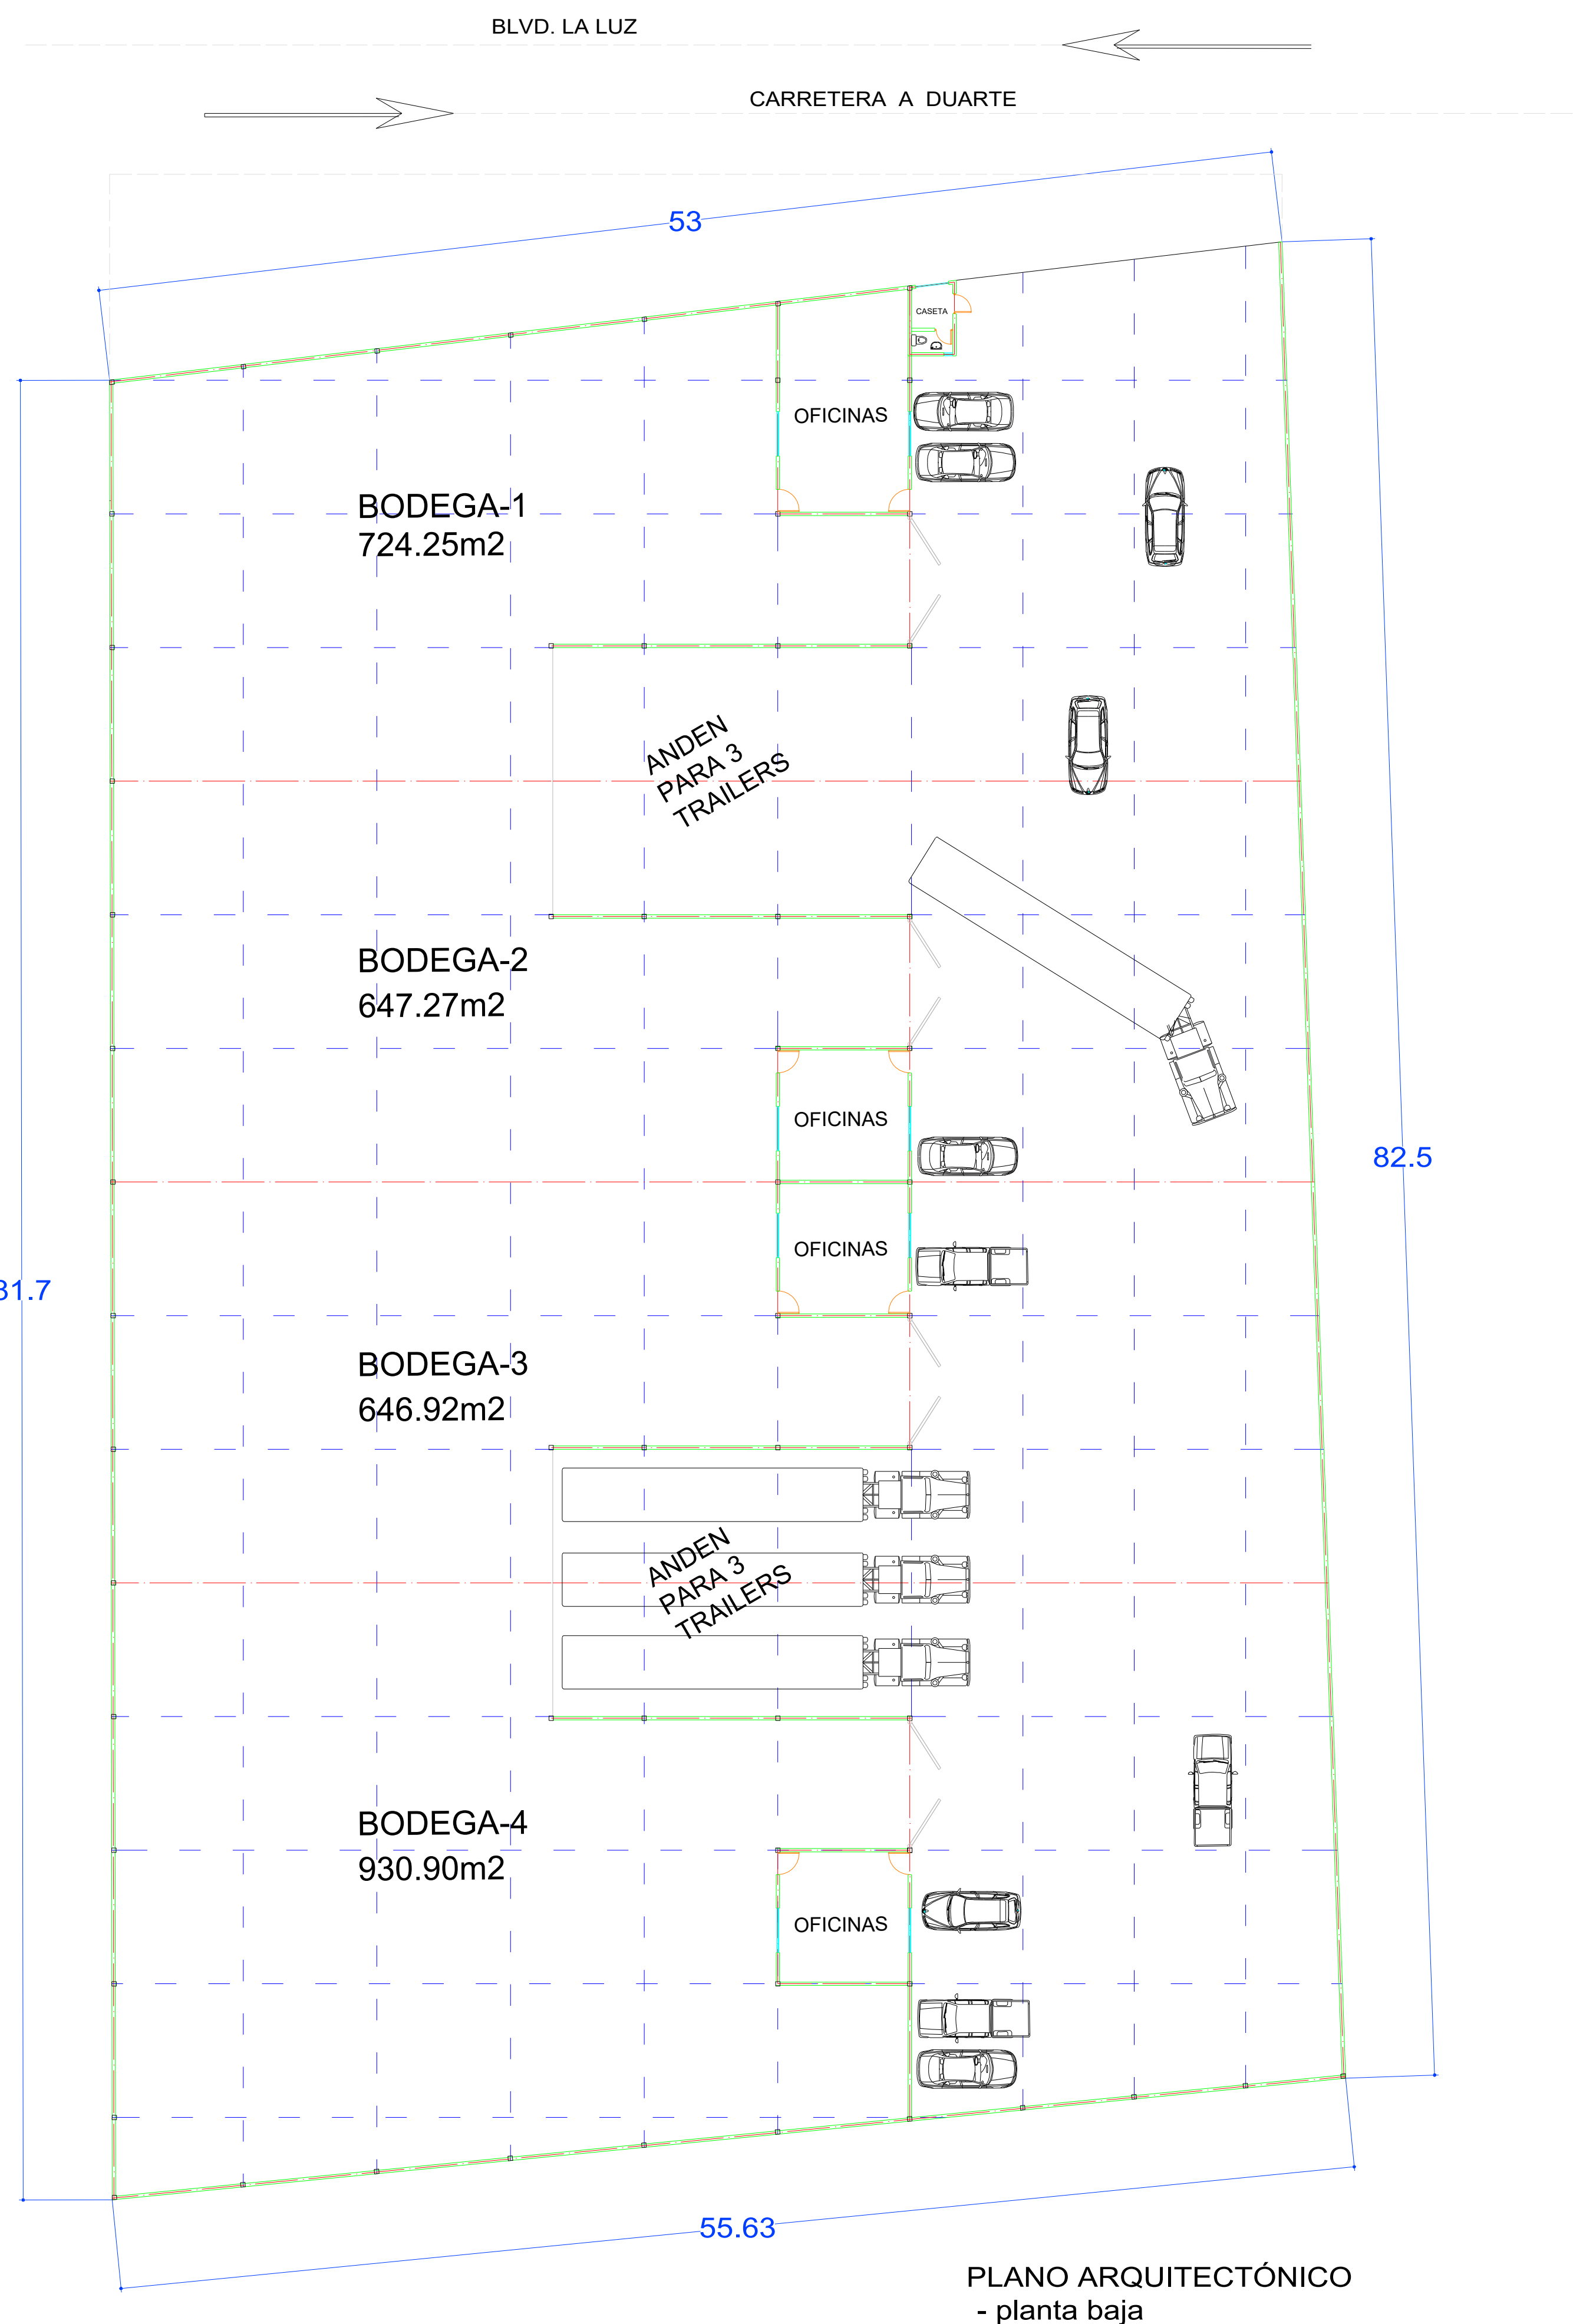 BLVD. LA LUZ
CARRETERA A DUARTE
53
CASETA
OFICINAS
BODEGA-1
724.25m2
ANDEN
PARA 3
TRAILERS
BODEGA-2
647.27m2
OFICINAS
82.5
OFICINAS
31.7
BODEGA-3
646.92m2
ANDEN
PARA 3
TRAILERS
BODEGA-4
930.90m2
OFICINAS
55.63
PLANO ARQUITECTÓNICO
- planta baja